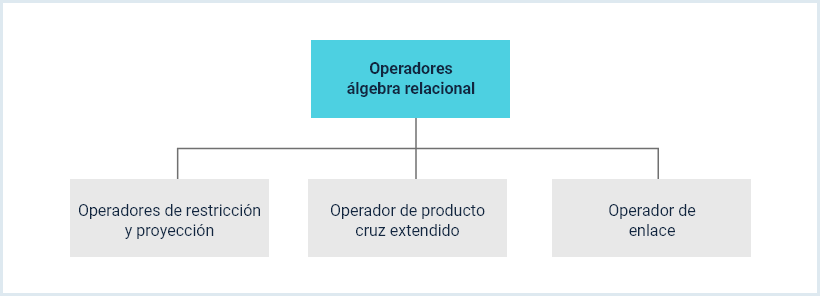 Operadores
álgebra relacional
Operadores de restricción
y proyección
Operador de producto
cruz extendido
Operador de
enlace